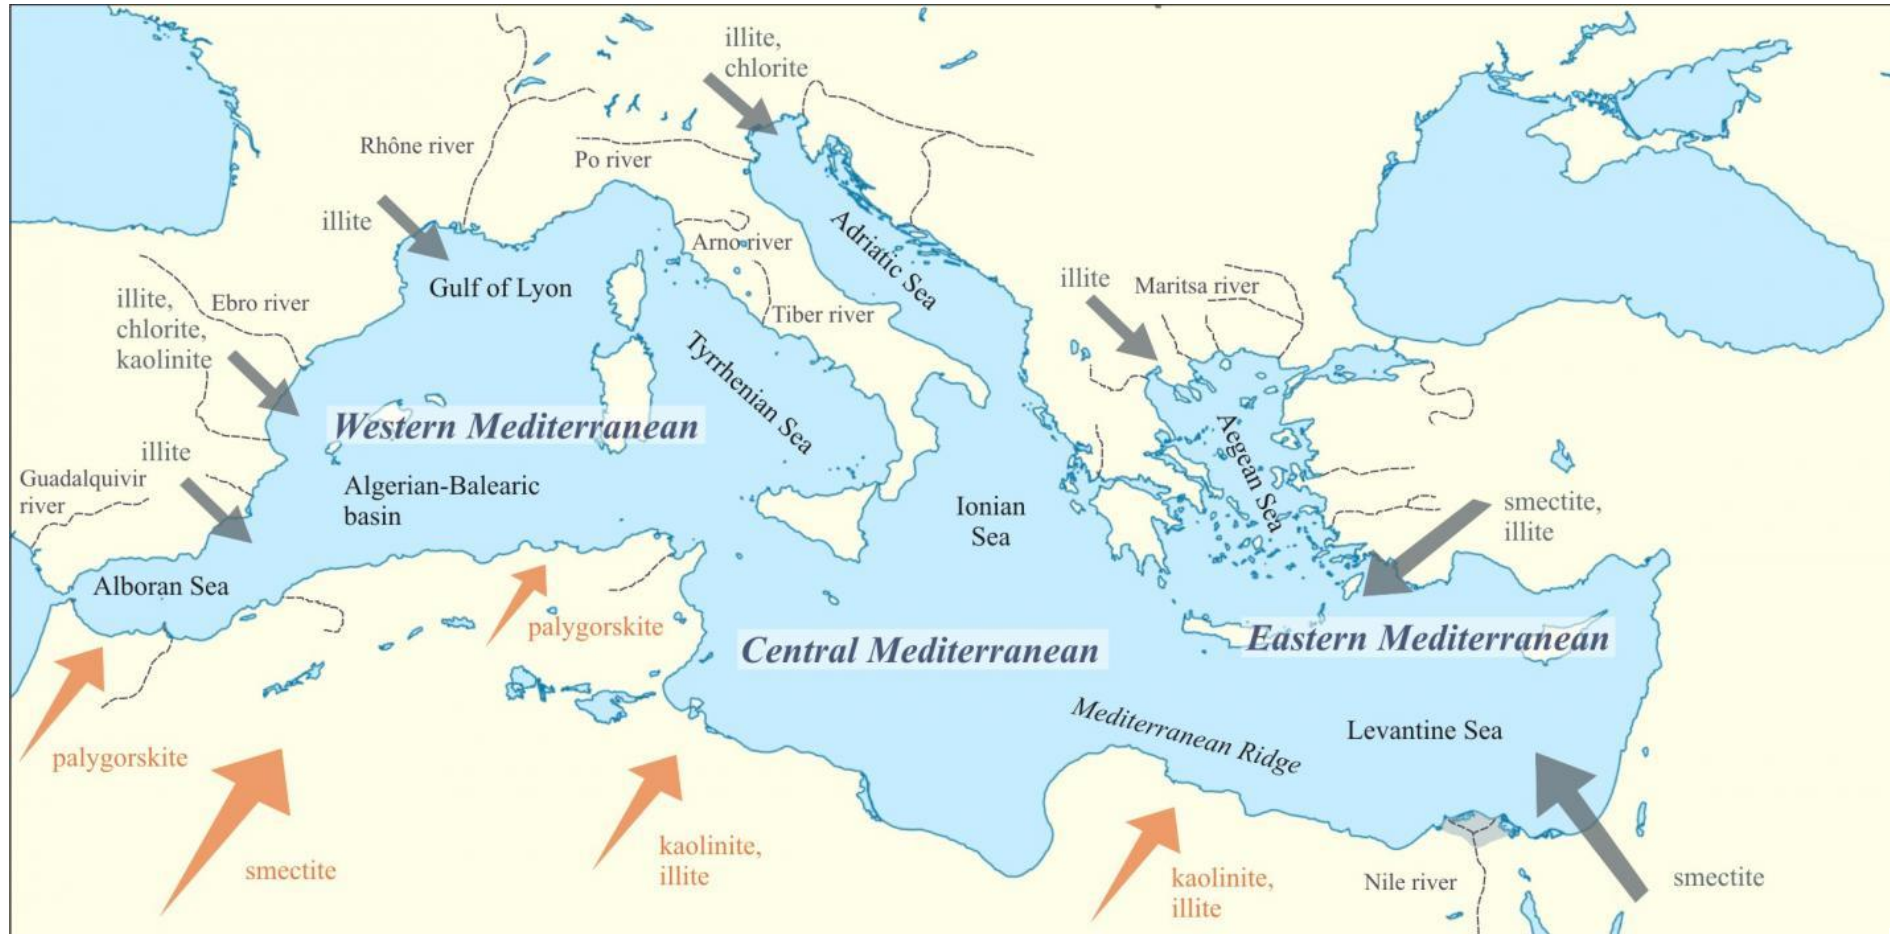 illite,
chlorite
Rhône river
Po river
illite
Adriatic Sea
Arno river
Gulf of Lyon
illite
Maritsa river
illite,
chlorite,
kaolinite
Ebro river
Tiber river
Tyrrhenian Sea
Western Mediterranean
Aegean Sea
illite
Guadalquivir
river
Algerian-Balearic
basin
Ionian
Sea
smectite,
illite
Alboran Sea
palygorskite
Central Mediterranean
Eastern Mediterranean
Mediterranean Ridge
Levantine Sea
palygorskite
smectite
kaolinite,
illite
kaolinite,
illite
Nile river
smectite